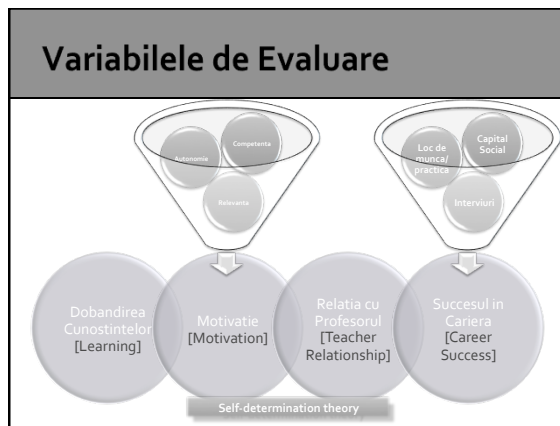 Variabilele de Evaluare
Autonomie
Competenta
Relevanta
Loc de
munca/
practica
Capital
Social
Interviuri
Dobandirea
Cunostintelor
[Learning]
Motivatie
[Motivation]
Relatia cu
Profesorul
[Teacher
Relationship]
Succesul in
Cariera
[Career
Success]
Self-determination theory